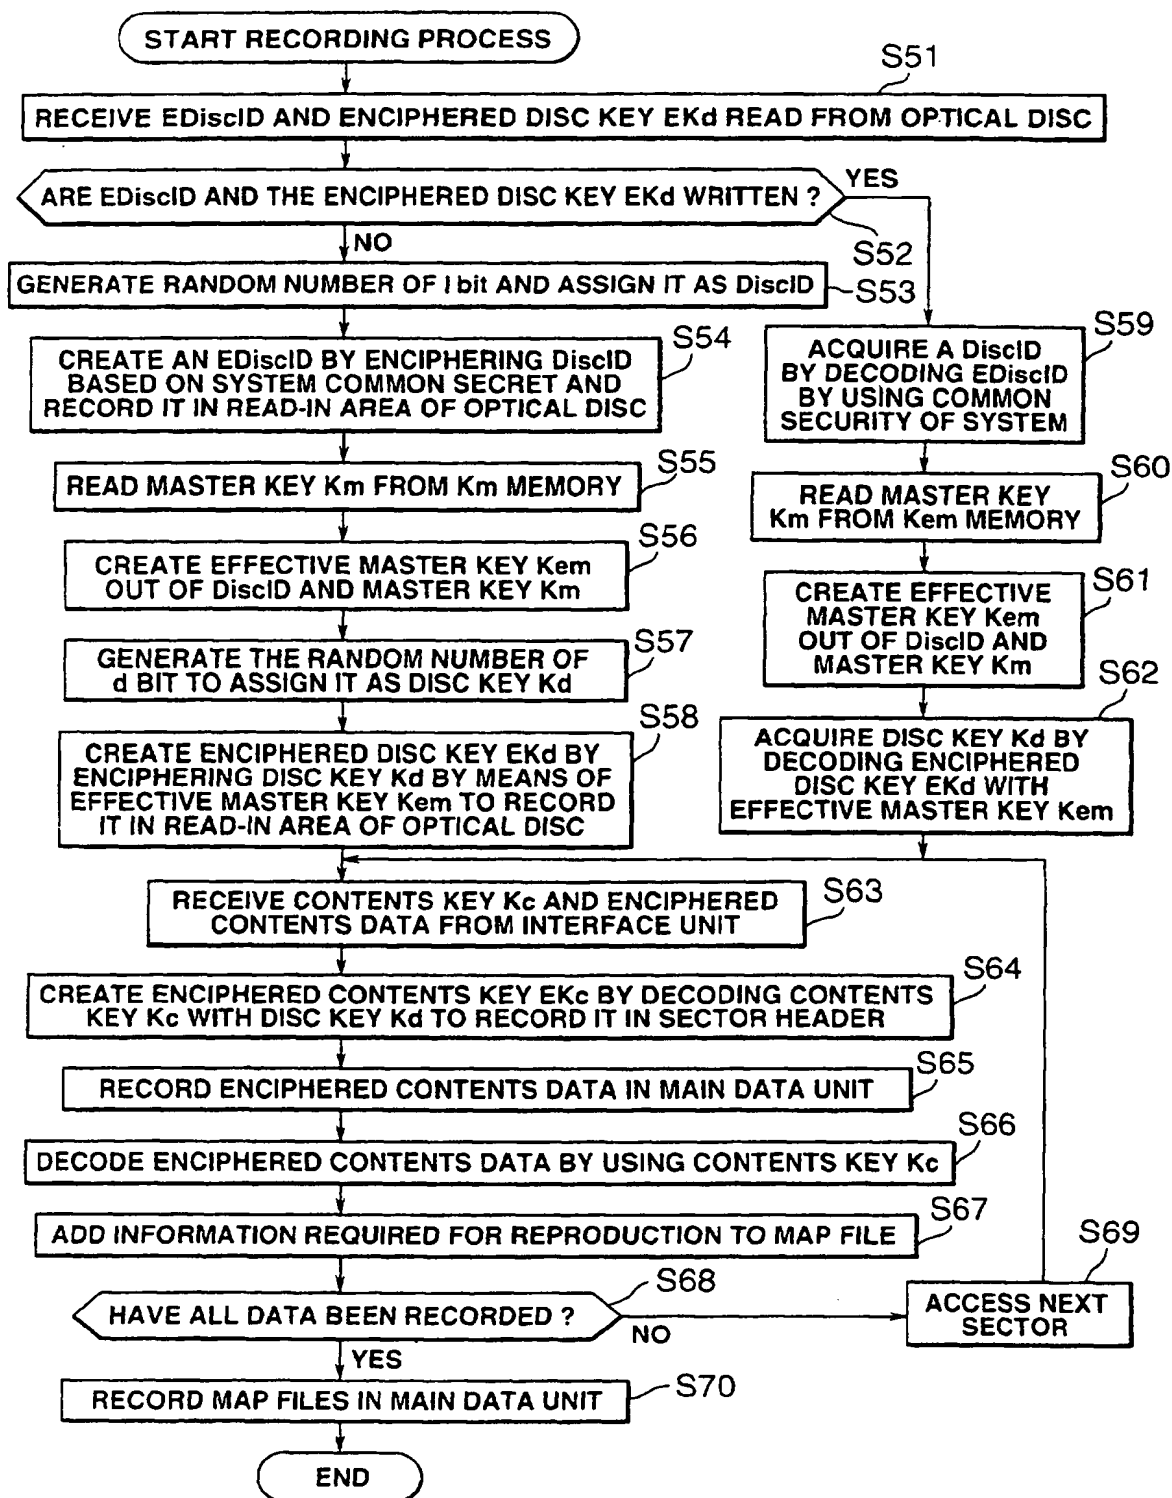 START RECORDING PROCESS
S51
RECEIVE EDiscID AND ENCIPHERED DISC KEY EKd READ FROM OPTICAL DISC
ARE EDiscID AND THE ENCIPHERED DISC KEY EKd WRITTEN ?
YES
S52
NO
GENERATE RANDOM NUMBER OF l bit AND ASSIGN IT AS DiscID
S53
S54
CREATE AN EDiscID BY ENCIPHERING DiscID
BASED ON SYSTEM COMMON SECRET AND
RECORD IT IN READ-IN AREA OF OPTICAL DISC
S55
READ MASTER KEY Km FROM Km MEMORY
S56
CREATE EFFECTIVE MASTER KEY Kem
OUT OF DiscID AND MASTER KEY Km
S57
GENERATE THE RANDOM NUMBER OF
d BIT TO ASSIGN IT AS DISC KEY Kd
S58
CREATE ENCIPHERED DISC KEY EKd BY
ENCIPHERING DISC KEY Kd BY MEANS OF
EFFECTIVE MASTER KEY Kem TO RECORD
IT IN READ-IN AREA OF OPTICAL DISC
S59
ACQUIRE A DiscID
BY DECODING EDiscID
BY USING COMMON
SECURITY OF SYSTEM
S60
READ MASTER KEY
Km FROM Kem MEMORY
S61
CREATE EFFECTIVE
MASTER KEY Kem
OUT OF DiscID AND
MASTER KEY Km
S62
ACQUIRE DISC KEY Kd BY
DECODING ENCIPHERED
DISC KEY EKd WITH
EFFECTIVE MASTER KEY Kem
S63
RECEIVE CONTENTS KEY Kc AND ENCIPHERED
CONTENTS DATA FROM INTERFACE UNIT
S64
CREATE ENCIPHERED CONTENTS KEY EKc BY DECODING CONTENTS
KEY Kc WITH DISC KEY Kd TO RECORD IT IN SECTOR HEADER
S65
RECORD ENCIPHERED CONTENTS DATA IN MAIN DATA UNIT
S66
DECODE ENCIPHERED CONTENTS DATA BY USING CONTENTS KEY Kc
S67
ADD INFORMATION REQUIRED FOR REPRODUCTION TO MAP FILE
S68
HAVE ALL DATA BEEN RECORDED ?
NO
S69
ACCESS NEXT
SECTOR
YES
RECORD MAP FILES IN MAIN DATA UNIT
S70
END